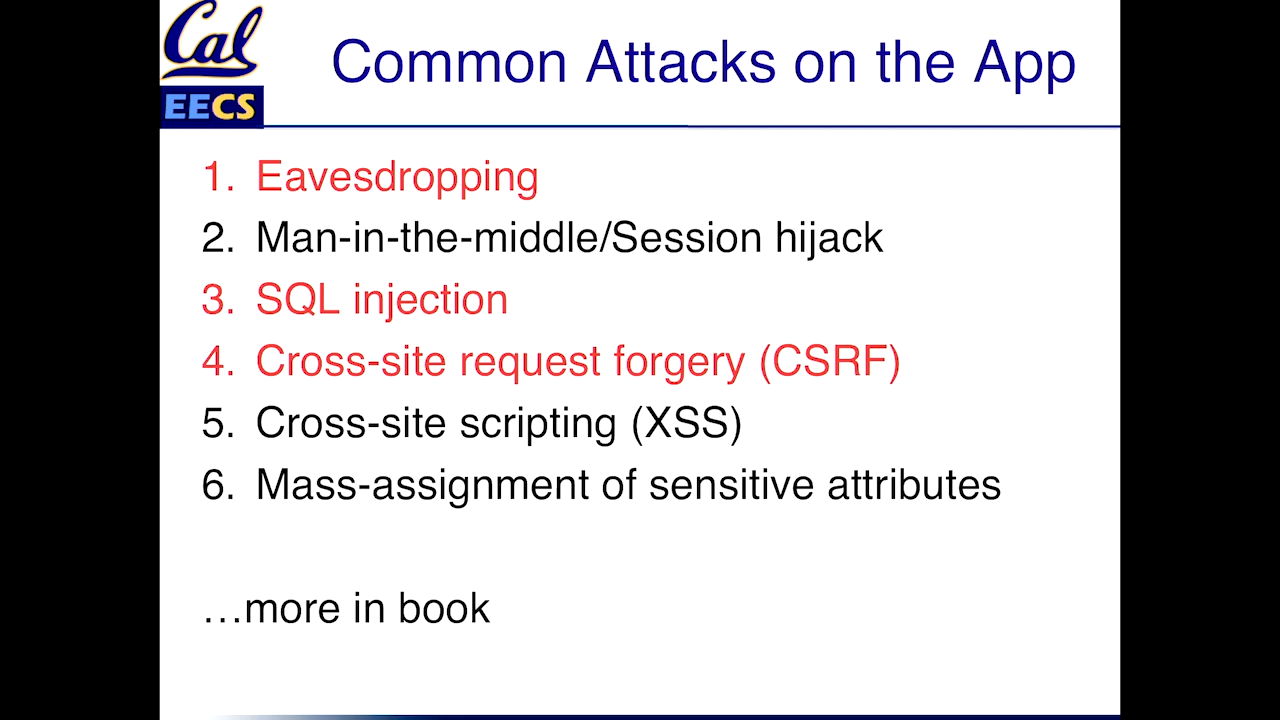 Cal
EECS
Common Attacks on the App
1. Eavesdropping
2. Man-in-the-middle/Session hijack
3. SQL injection
4. Cross-site request forgery (CSRF)
5. Cross-site scripting (XSS)
6. Mass-assignment of sensitive attributes
…more in book